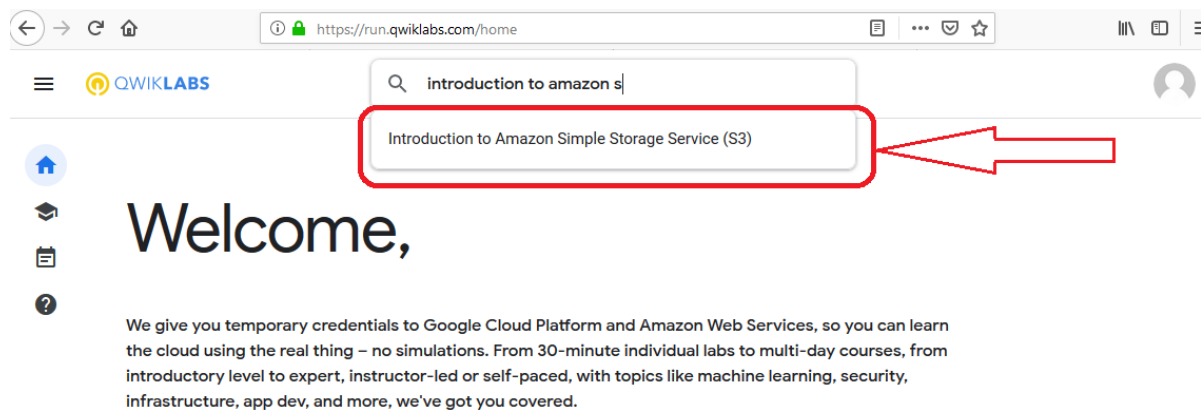 https://run.qwiklabs.com/home
QWIKLABS
introduction to amazon s
Introduction to Amazon Simple Storage Service (S3)
Welcome,
We give you temporary credentials to Google Cloud Platform and Amazon Web Services, so you can learn
the cloud using the real thing – no simulations. From 30-minute individual labs to multi-day courses, from
introductory level to expert, instructor-led or self-paced, with topics like machine learning, security,
infrastructure, app dev, and more, we've got you covered.